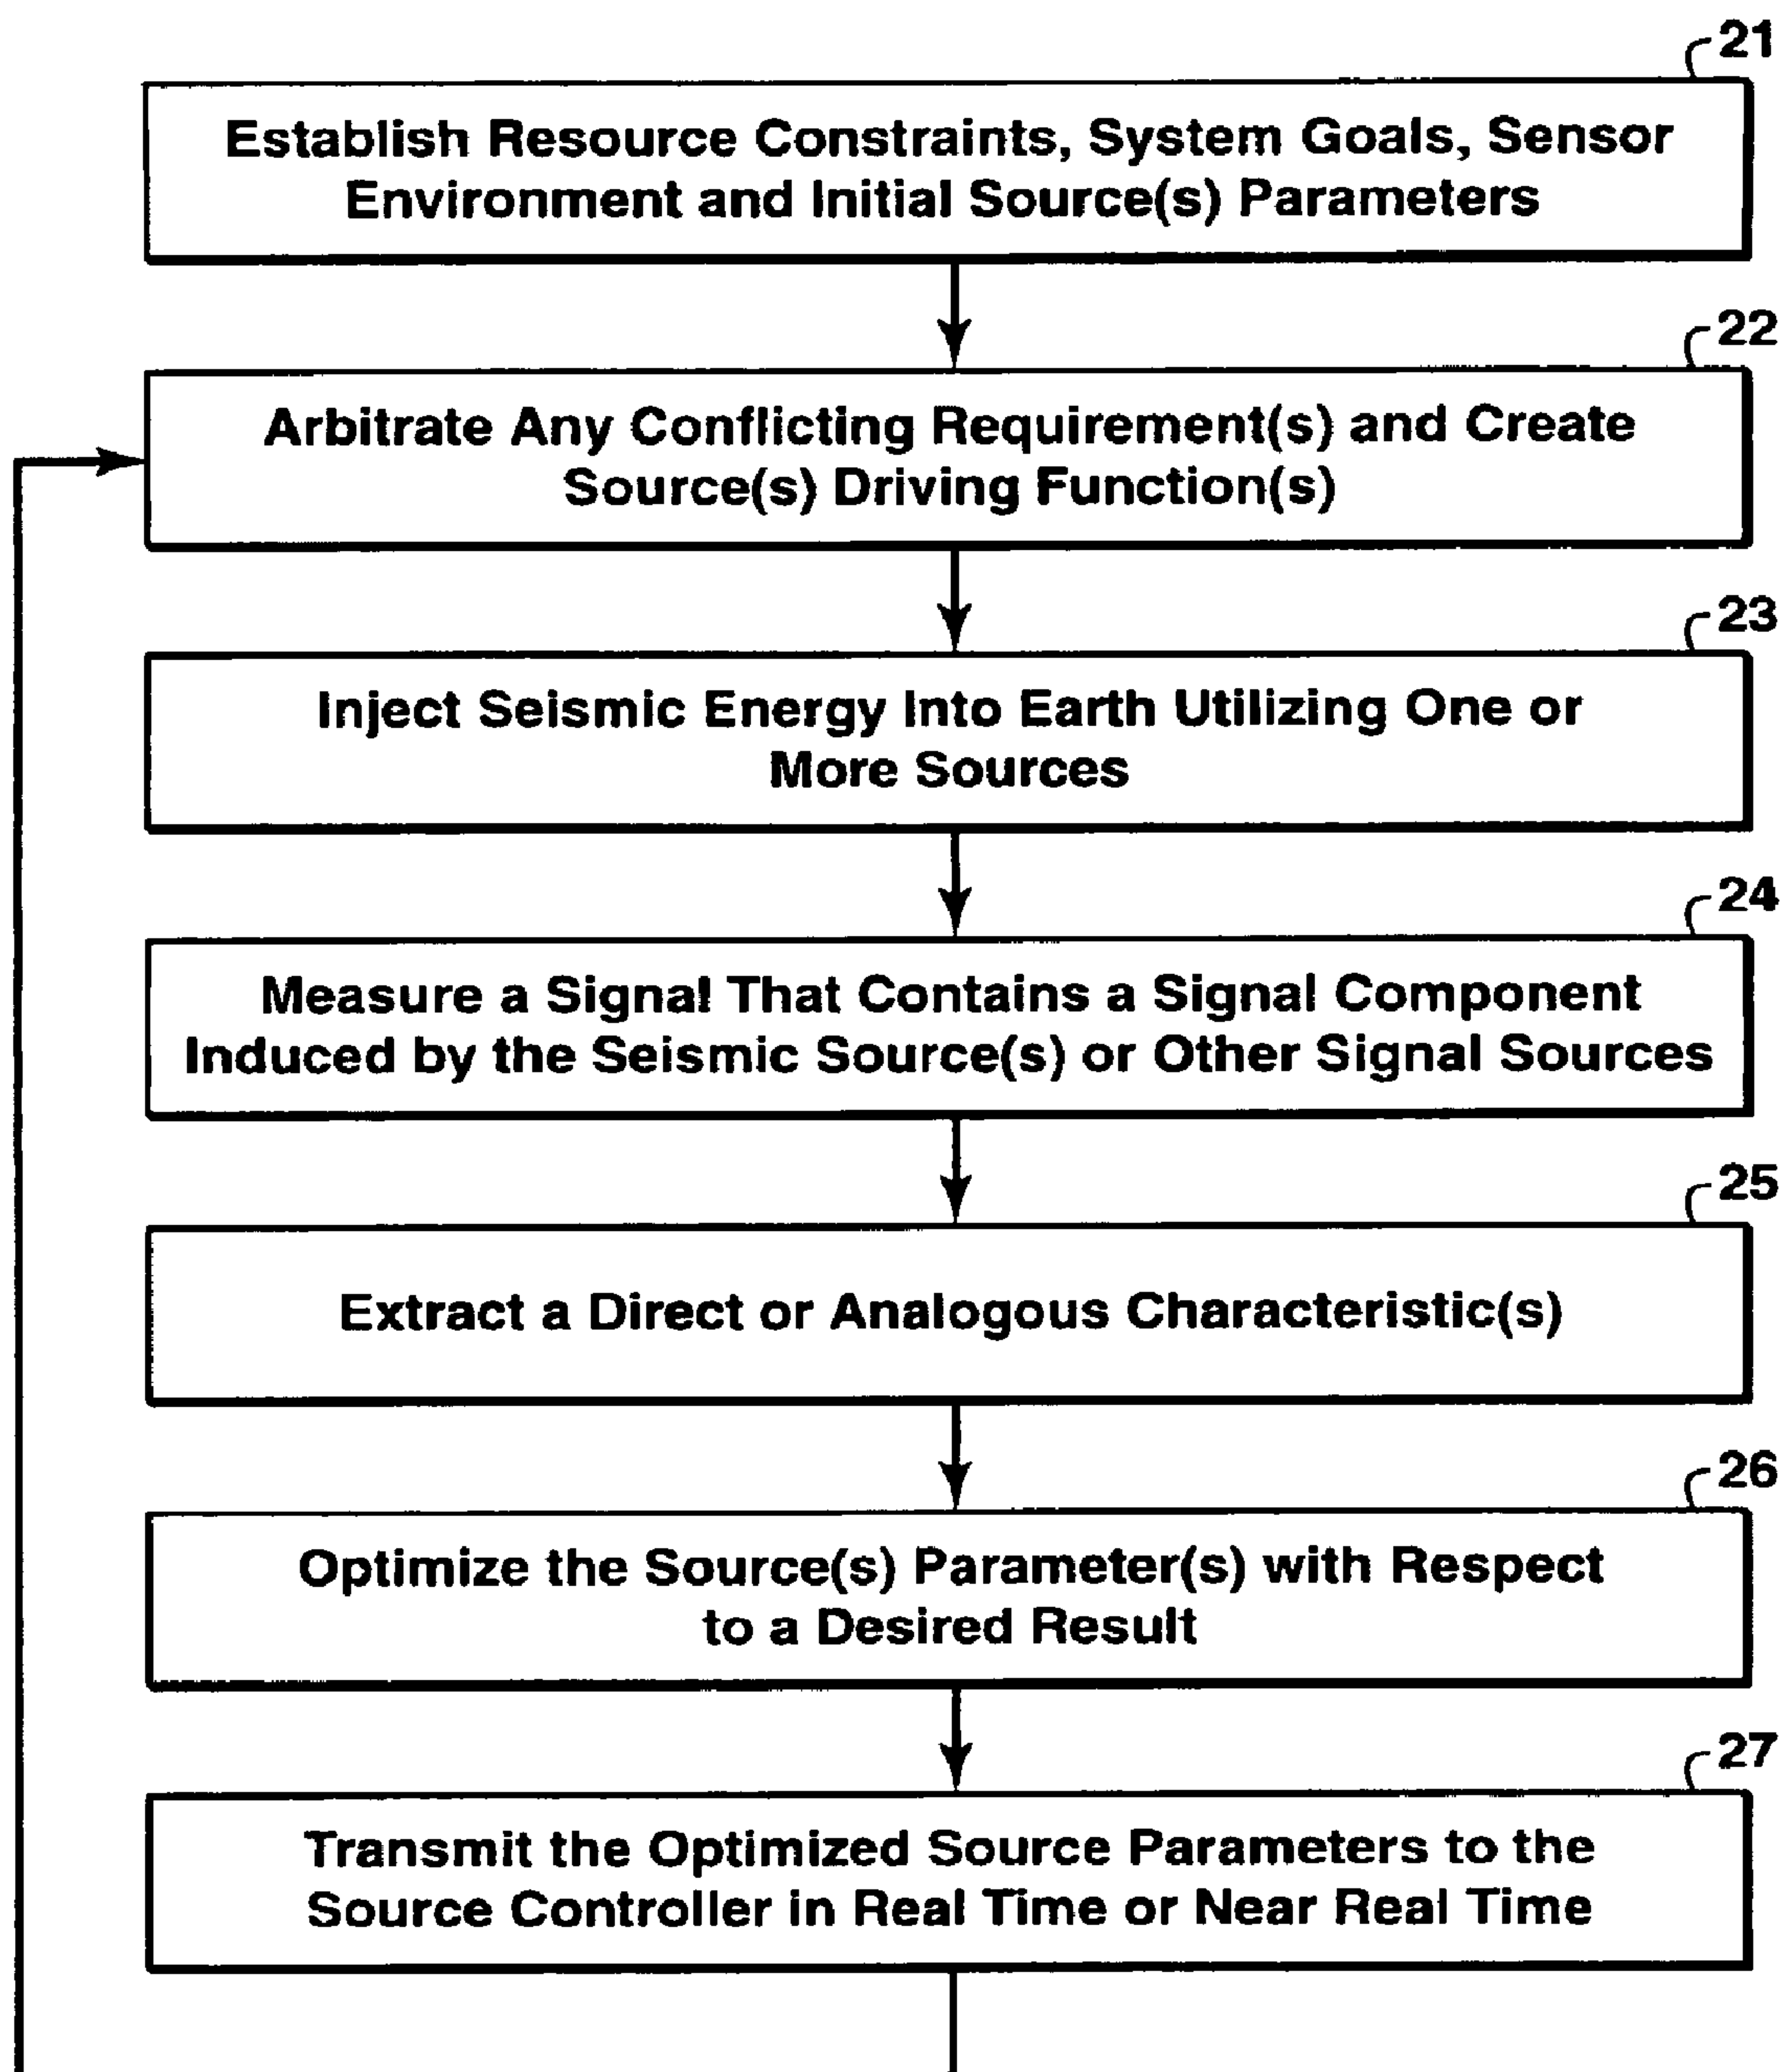 21
Establish Resource Constraints, System Goals, Sensor
Environment and Initial Source(s) Parameters
22
Arbitrate Any Conflicting Requirement(s) and Create
Source(s) Driving Function(s)
23
Inject Seismic Energy Into Earth Utilizing One or
More Sources
24
Measure a Signal That Contains a Signal Component
Induced by the Seismic Source(s) or Other Signal Sources
25
Extract a Direct or Analogous Characteristic(s)
26
Optimize the Source(s) Parameter(s) with Respect
to a Desired Result
27
Transmit the Optimized Source Parameters to the
Source Controller in Real Time or Near Real Time